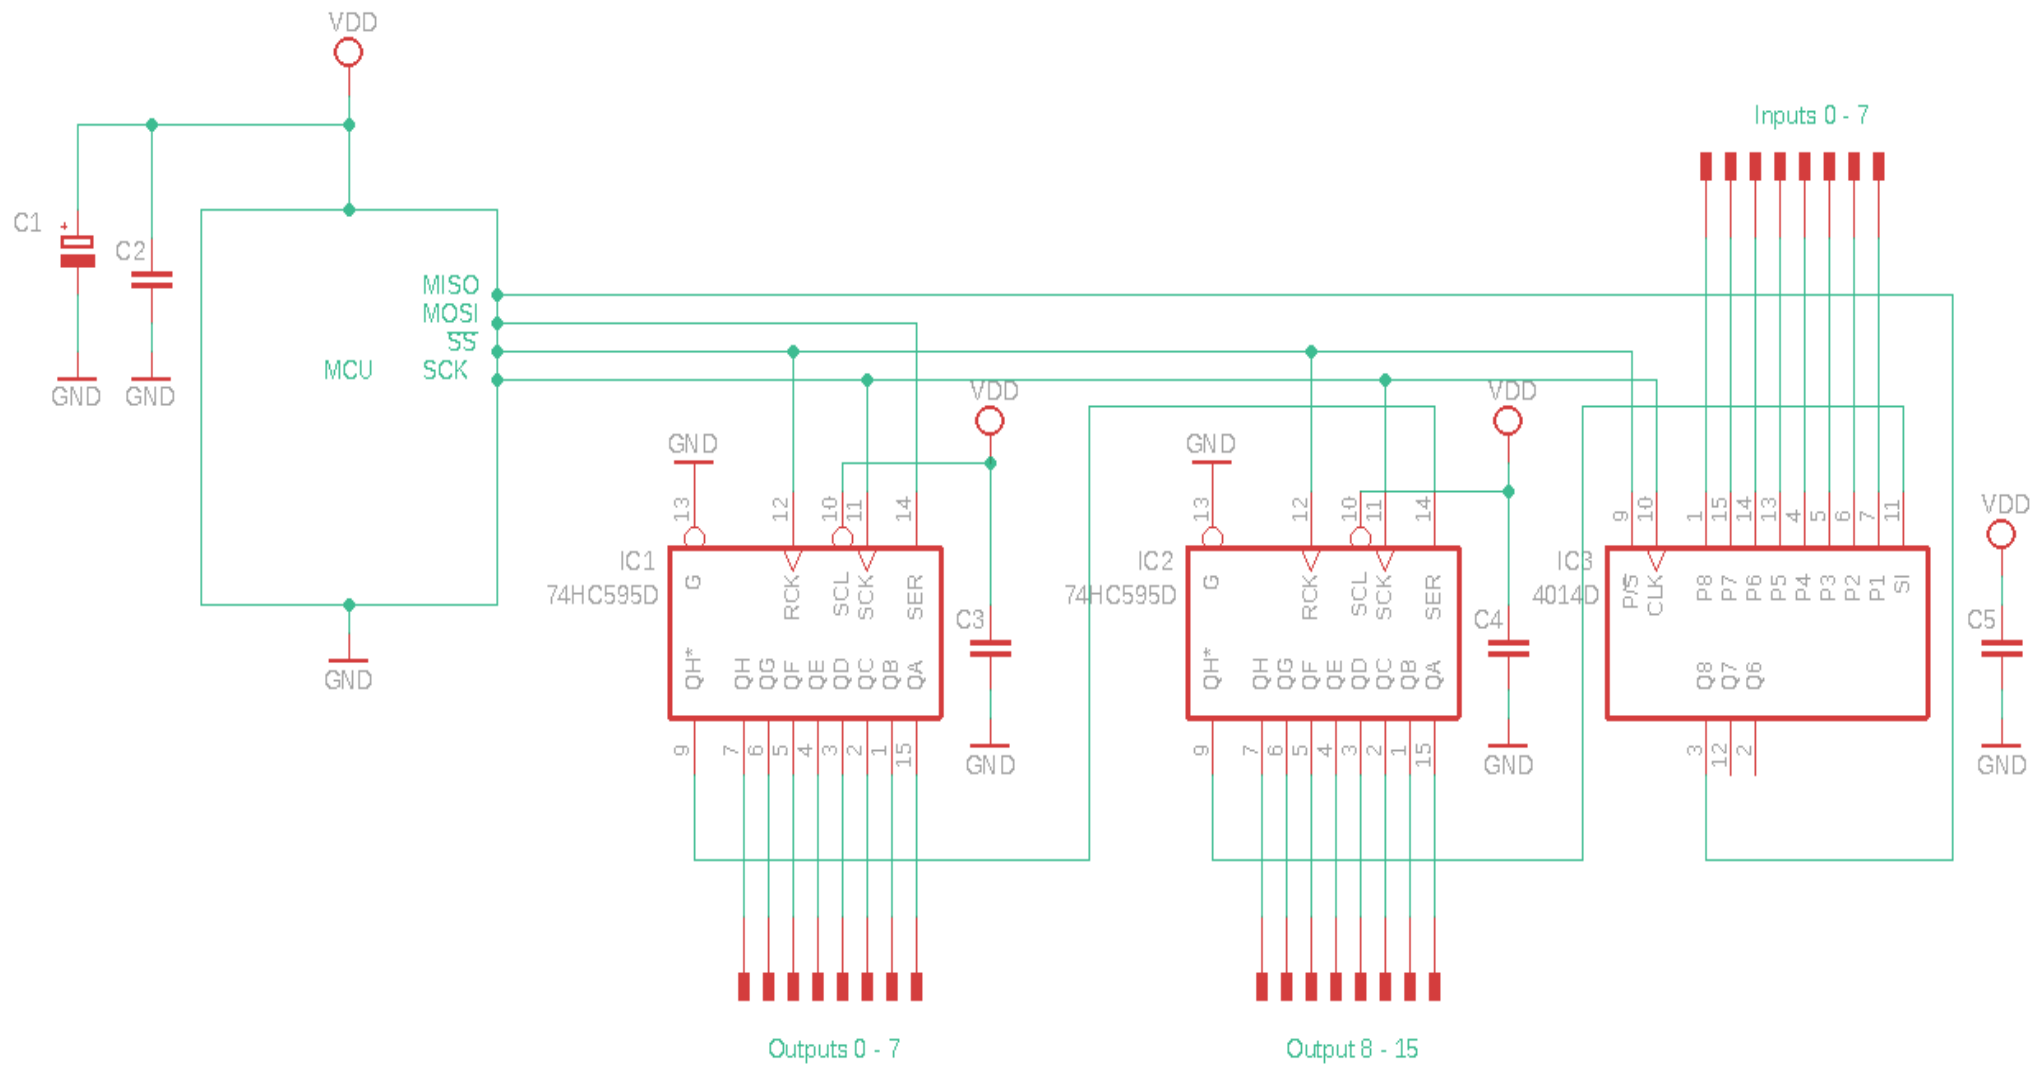 VDD
Inputs 0 - 7
C1
+
C2
MISO
MOSI
SS
MCU
SCK
GND
GND
VDD
VDD
GND
GND
13
12
10
11
14
13
12
10
11
14
9
10
1
15
14
13
4
5
6
7
11
VDD
IC1
74HC595D
G
RCK
SCL
SCK
SER
C3
IC2
74HC595D
G
RCK
SCL
SCK
SER
C4
IC3
4014D
P/S
CLK
P8
P7
P6
P5
P4
P3
P2
P1
SI
C5
GND
QH*
QH
QG
QF
QE
QD
QC
QB
QA
QH*
QH
QG
QF
QE
QD
QC
QB
QA
Q8
Q7
Q6
9
7
6
5
4
3
2
1
15
GND
9
7
6
5
4
3
2
1
15
GND
3
12
2
GND
Outputs 0 - 7
Output 8 - 15